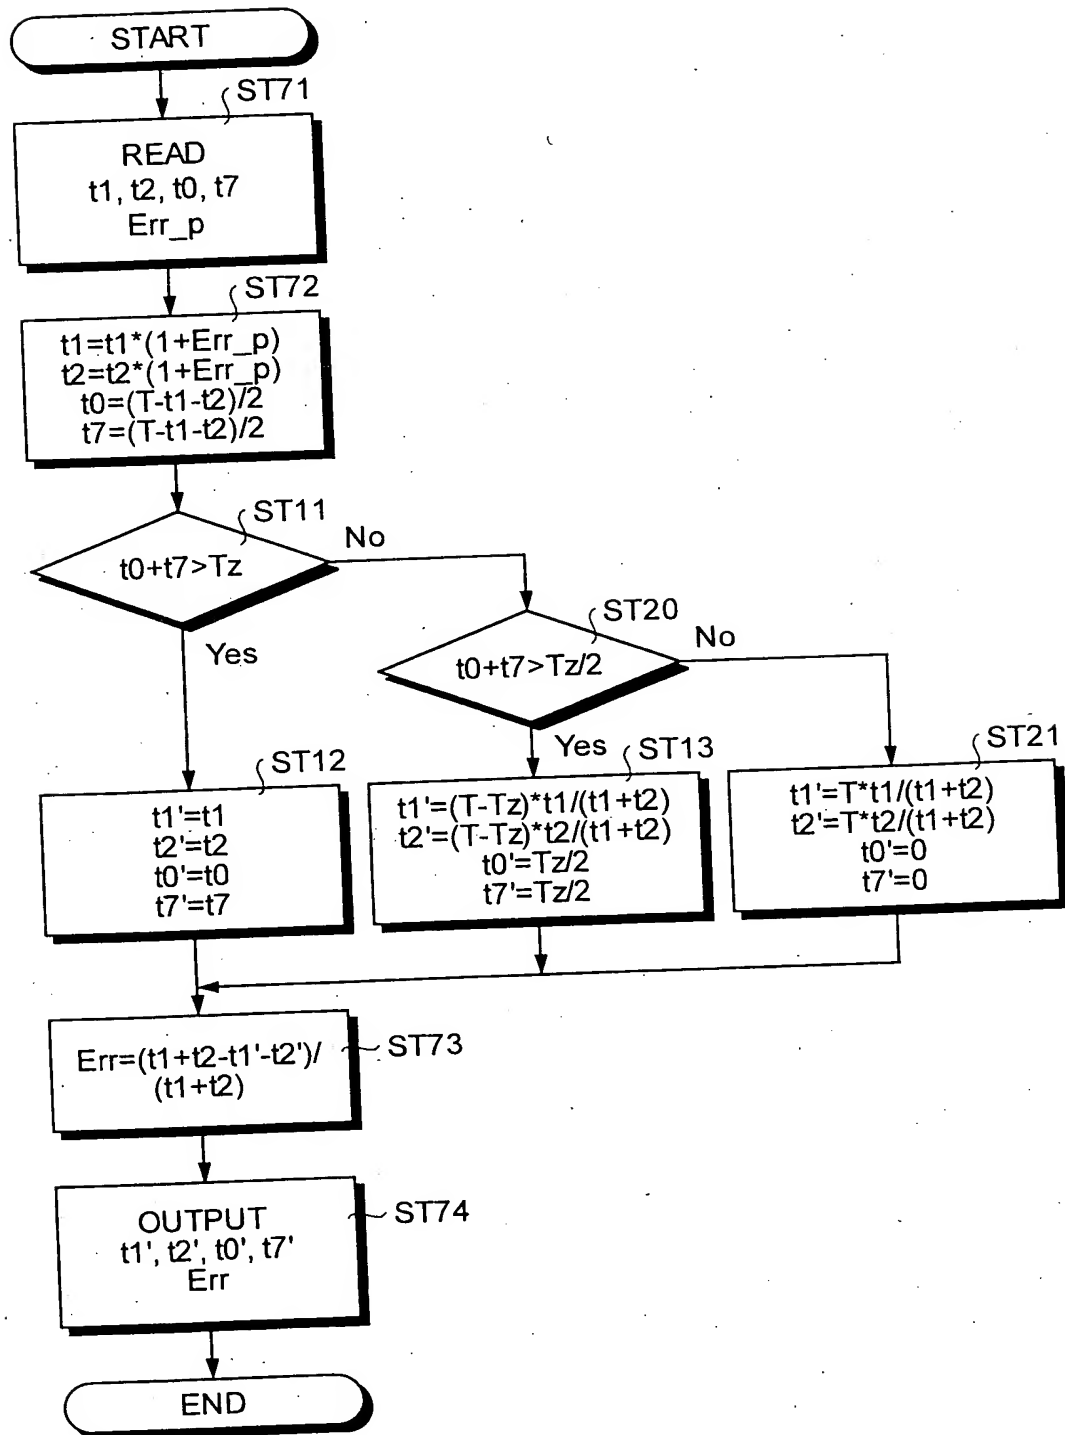 START
ST71
READ
t1, t2, t0, t7
Err_p
ST72
t1=t1*(1+Err_p)
t2=t2*(1+Err_p)
t0=(T-t1-t2)/2
t7=(T-t1-t2)/2
ST11
t0+t7>Tz
No
Yes
ST20
t0+t7>Tz/2
No
Yes
ST12
t1'=t1
t2'=t2
t0'=t0
t7'=t7
ST13
t1'=(T-Tz)*t1/(t1+t2)
t2'=(T-Tz)*t2/(t1+t2)
t0'=Tz/2
t7'=Tz/2
ST21
t1'=T*t1/(t1+t2)
t2'=T*t2/(t1+t2)
t0'=0
t7'=0
Err=(t1+t2-t1'-t2')/
(t1+t2)
ST73
OUTPUT
t1', t2', t0', t7'
Err
ST74
END